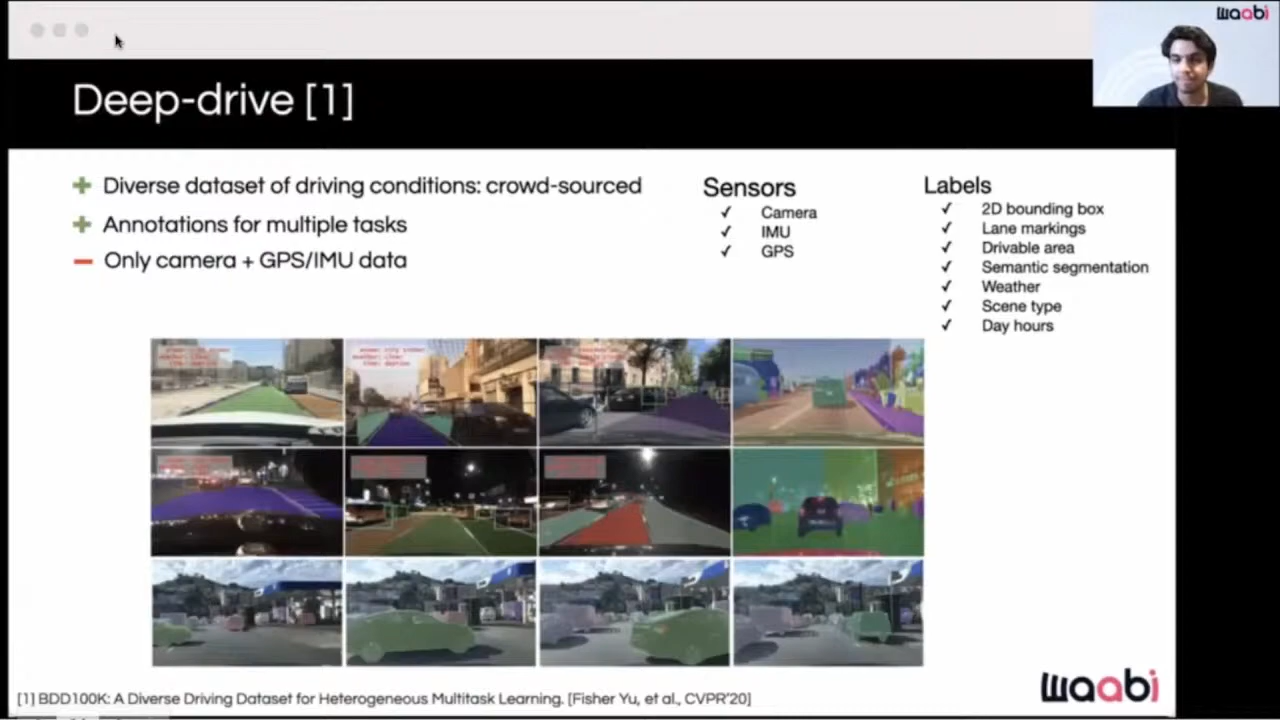 waabi
Deep-drive [1]
Diverse dataset of driving conditions: crowd-sourced
Annotations for multiple tasks
Only camera + GPS/IMU data
Sensors
✓ Camera
✓ IMU
✓ GPS
Labels
✓ 2D bounding box
✓ Lane markings
✓ Drivable area
✓ Semantic segmentation
✓ Weather
✓ Scene type
✓ Day hours
waabi
[1] BDD100K: A Diverse Driving Dataset for Heterogeneous Multitask Learning. [Fisher Yu, et al., CVPR'20]